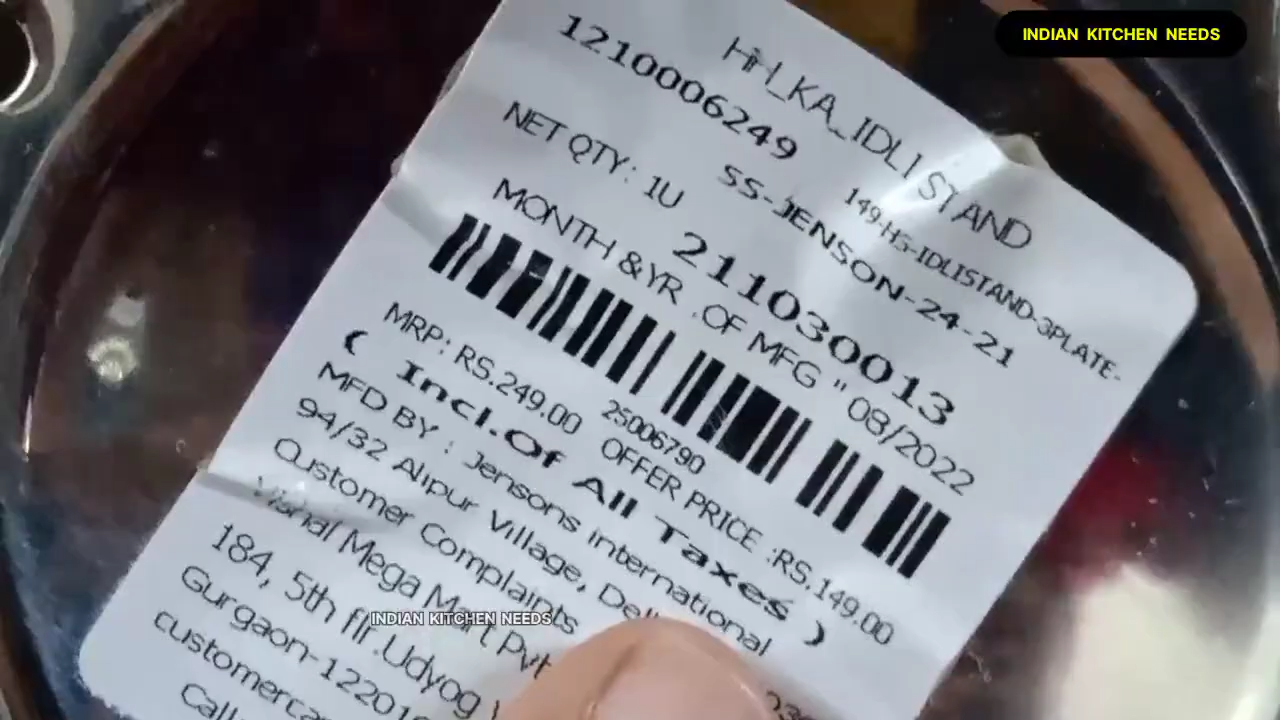 INDIAN KITCHEN NEEDS
HH_KA_IDLI STAND
1210006249
149-HS-IDLISTAND-3PLATE-
SS-JENSON-24-21
NET QTY: 1U
211030013
MONTH & YR .OF MFG " 08/2022
25006790
MRP: RS.249.00 OFFER PRICE :RS.149.00
( Incl.Of All Taxes )
MFD BY : Jensons international
94/32 Alipur Village,
Customer Complaints
Vishal Mega Mart Pvt
184, 5th flr.Udyog
Gurgaon-
INDIAN KITCHEN NEEDS